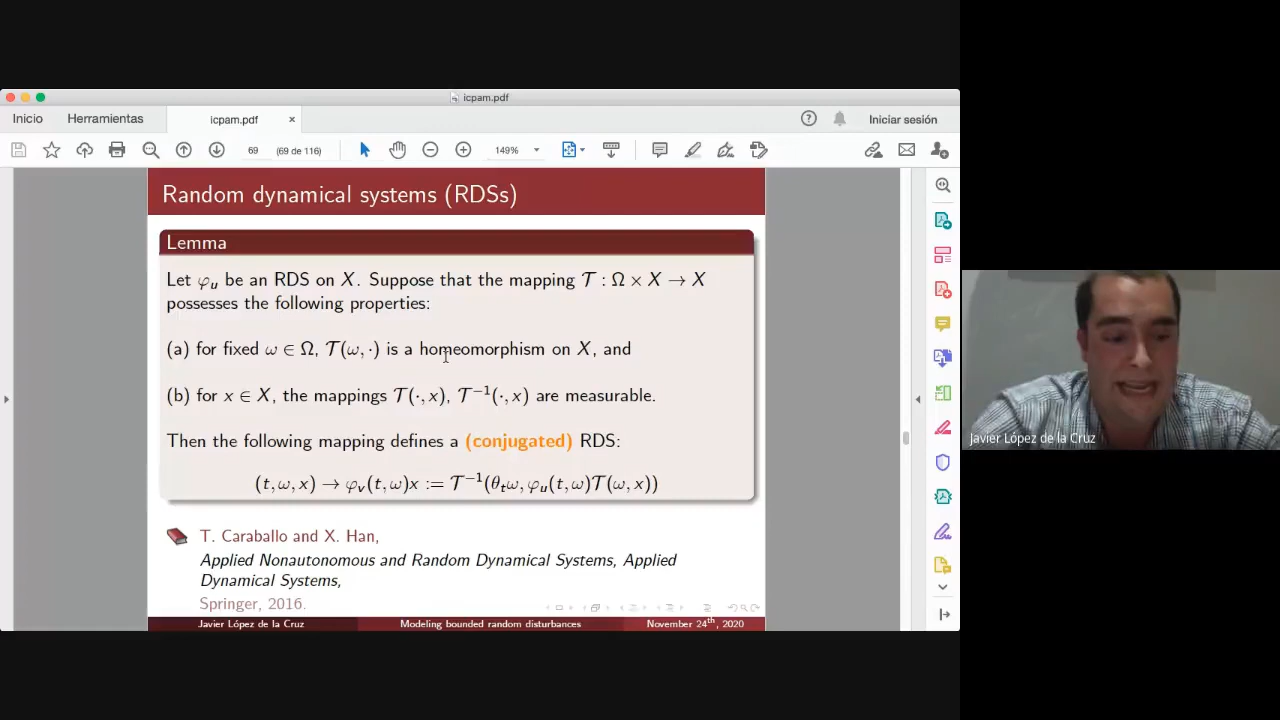 icpam.pdf
Inicio
Herramientas
icpam.pdf
×
Iniciar sesión
69
(69 de 116)
149%
Random dynamical systems (RDSs)
Lemma
Let φᵤ be an RDS on X. Suppose that the mapping 𝒯 : Ω × X → X
possesses the following properties:
(a) for fixed ω ∈ Ω, 𝒯(ω, ·) is a homeomorphism on X, and
(b) for x ∈ X, the mappings 𝒯(·, x), 𝒯⁻¹(·, x) are measurable.
Then the following mapping defines a (conjugated) RDS:
(t, ω, x) → φᵥ(t, ω)x := 𝒯⁻¹(θₜω, φᵤ(t, ω)𝒯(ω, x))
T. Caraballo and X. Han,
Applied Nonautonomous and Random Dynamical Systems, Applied
Dynamical Systems,
Springer, 2016.
Javier López de la Cruz
Modeling bounded random disturbances
November 24th, 2020
Javier López de la Cruz